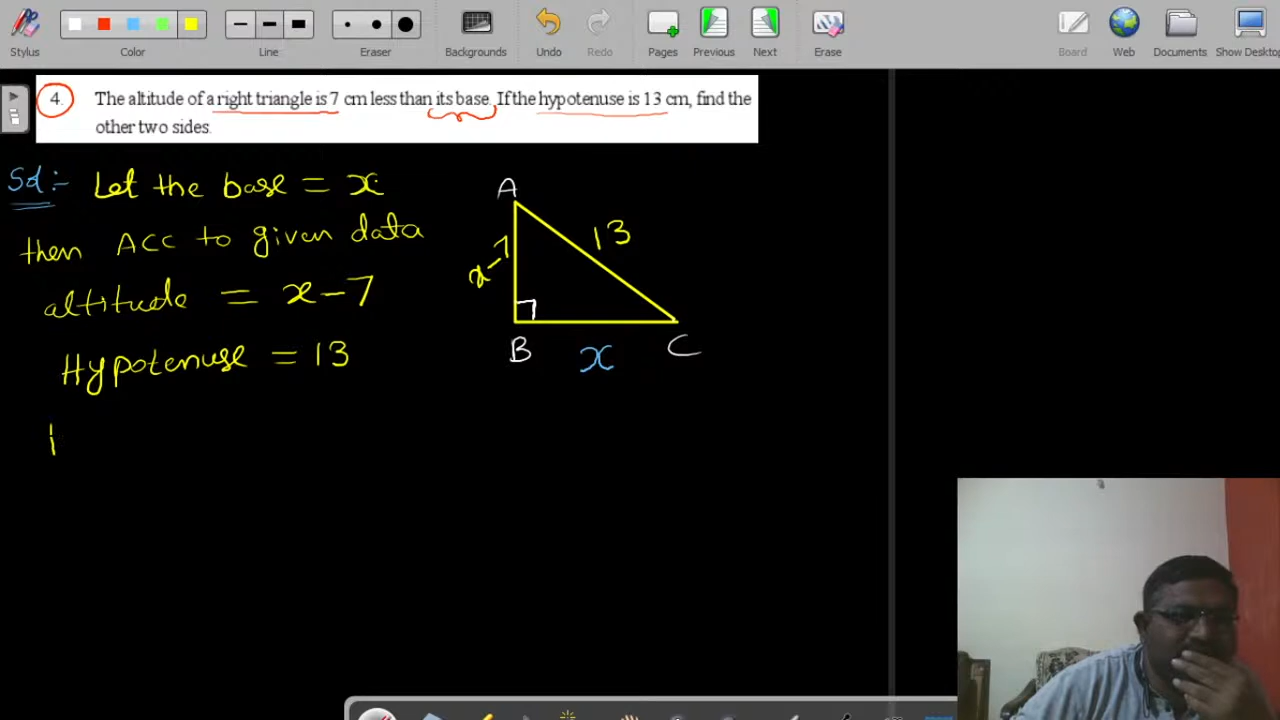 Stylus
Color
Line
Eraser
Backgrounds
Undo
Redo
Pages
Previous
Next
Erase
Board
Web
Documents
Show Desktop
4. The altitude of a right triangle is 7 cm less than its base. If the hypotenuse is 13 cm, find the
other two sides.
Sol:- Let the base = x
then ACC to given data
altitude = x-7
Hypotenuse = 13
A
x-7
13
B
x
C